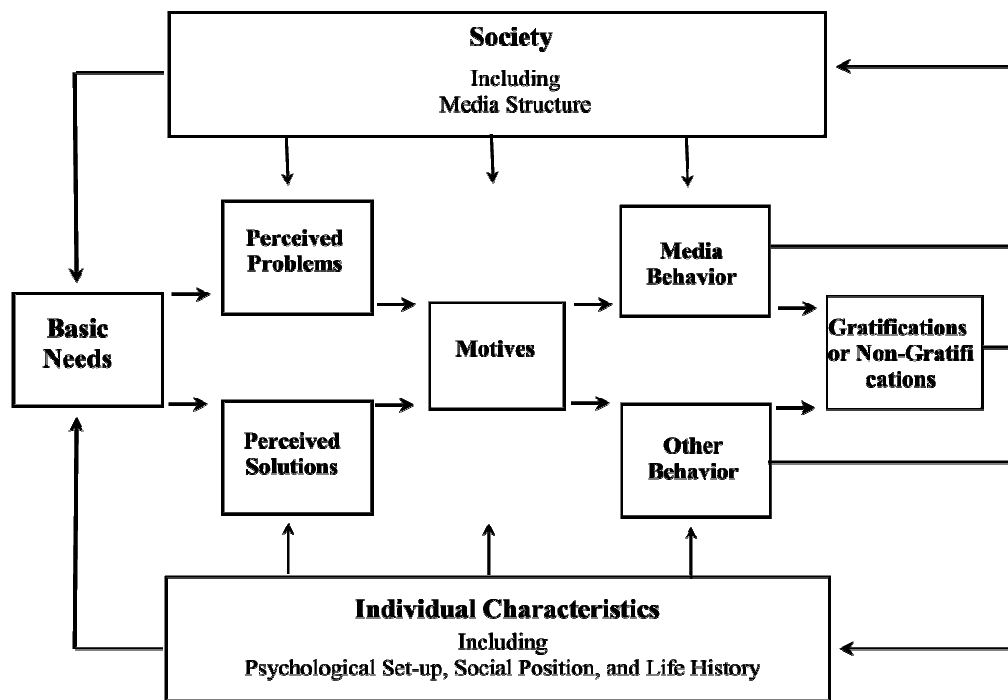 Society
Including
Media Structure
Perceived
Problems
Media
Behavior
Basic
Needs
Motives
Gratifications
or Non-Gratifi
cations
Perceived
Solutions
Other
Behavior
Individual Characteristics
Including
Psychological Set-up, Social Position, and Life History